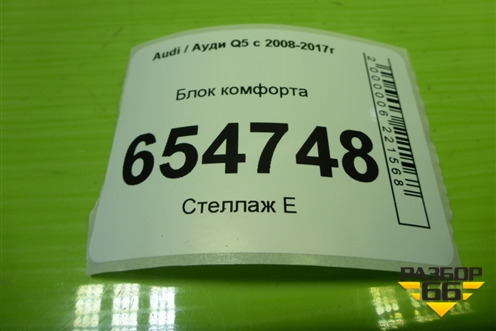 Audi / Ауди Q5 с 2008-2017г
Блок комфорта
654748
Стеллаж Е
2000006221568
РАЗБОР
66